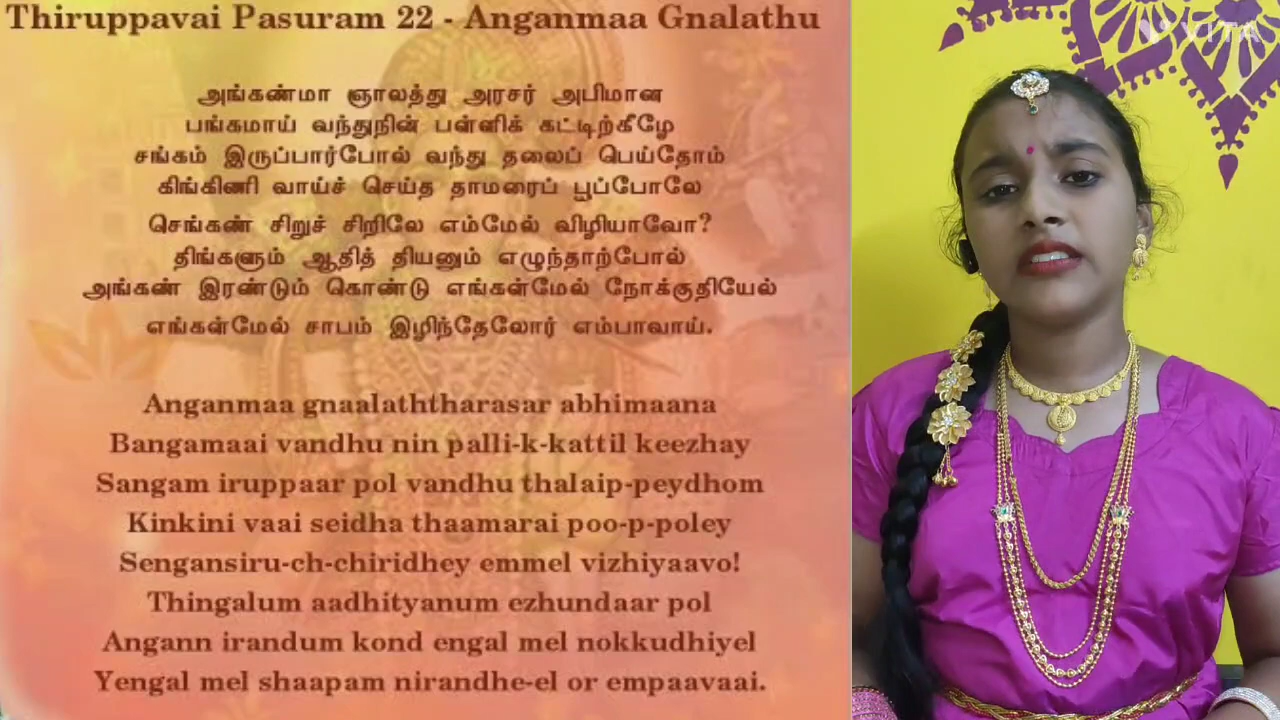 Thiruppavai Pasuram 22 - Anganmaa Gnalathu
VITA
அங்கண்மா ஞாலத்து அரசர் அபிமான
பங்கமாய் வந்துநின் பள்ளிக் கட்டிற்கீழே
சங்கம் இருப்பார்போல் வந்து தலைப் பெய்தோம்
கிங்கிணி வாய்ச் செய்த தாமரைப் பூப்போலே
செங்கண் சிறுச் சிறிலே எம்மேல் விழியாவோ?
திங்களும் ஆதித் தியனும் எழுந்தாற்போல்
அங்கண் இரண்டும் கொண்டு எங்கள்மேல் நோக்குதியேல்
எங்கள்மேல் சாபம் இழிந்தேலோர் எம்பாவாய்.
Anganmaa gnaalaththarasar abhimaana
Bangamaai vandhu nin palli-k-kattil keezhay
Sangam iruppaar pol vandhu thalaip-peydhom
Kinkini vaai seidha thaamarai poo-p-poley
Sengansiru-ch-chiridhey emmel vizhiyaavo!
Thingalum aadhityanum ezhundaar pol
Angann irandum kond engal mel nokkudhiyel
Yengal mel shaapam nirandhe-el or empaavaai.